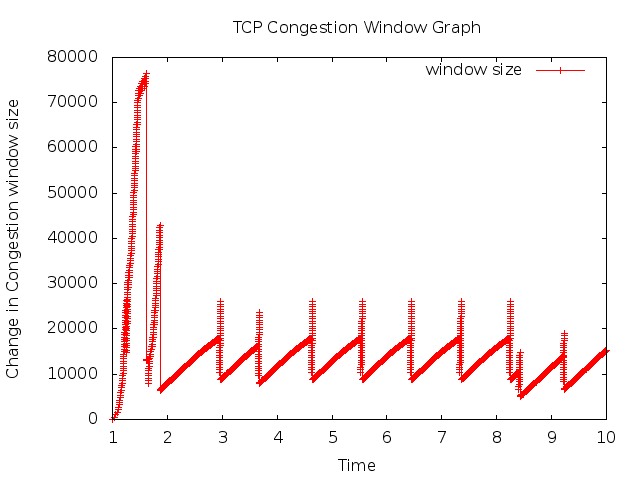 TCP Congestion Window Graph
window size
Change in Congestion window size
80000
70000
60000
50000
40000
30000
20000
10000
0
1 2 3 4 5 6 7 8 9 10
Time